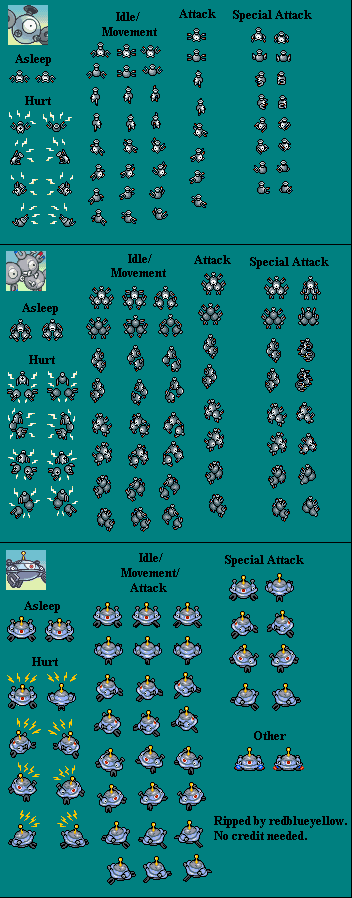 Idle/
Movement
Attack
Special Attack
Asleep
Hurt
Idle/
Movement
Attack
Special Attack
Asleep
Hurt
Idle/
Movement/
Attack
Special Attack
Asleep
Hurt
Other
Ripped by redblueyellow.
No credit needed.